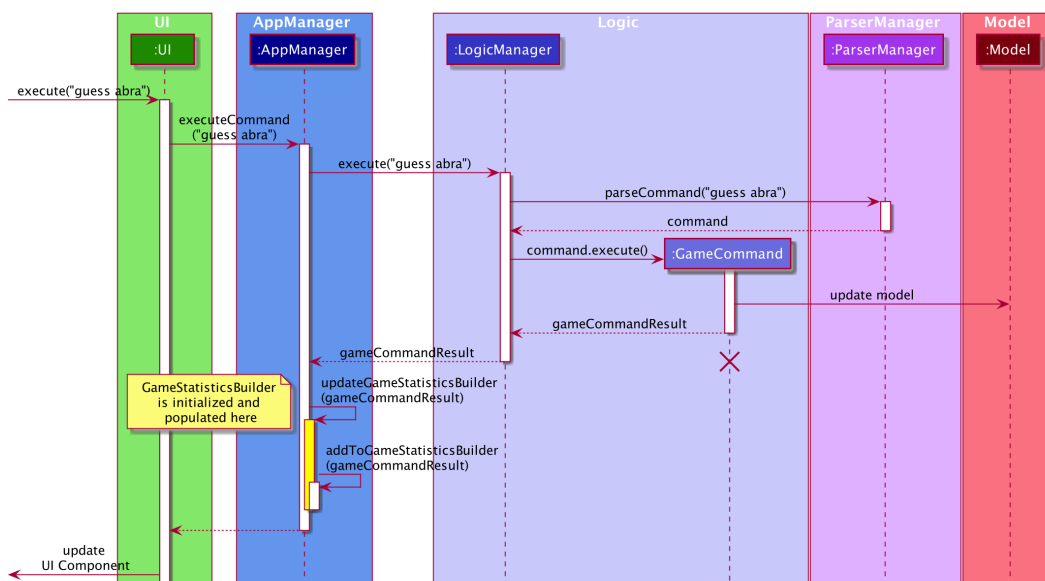 UI
AppManager
Logic
ParserManager
Model
:UI
:AppManager
:LogicManager
:ParserManager
:Model
execute("guess abra")
executeCommand
("guess abra")
execute("guess abra")
parseCommand("guess abra")
command
command.execute()
:GameCommand
update model
gameCommandResult
gameCommandResult
GameStatisticsBuilder
is initialized and
populated here
updateGameStatisticsBuilder
(gameCommandResult)
addToGameStatisticsBuilder
(gameCommandResult)
update
UI Component